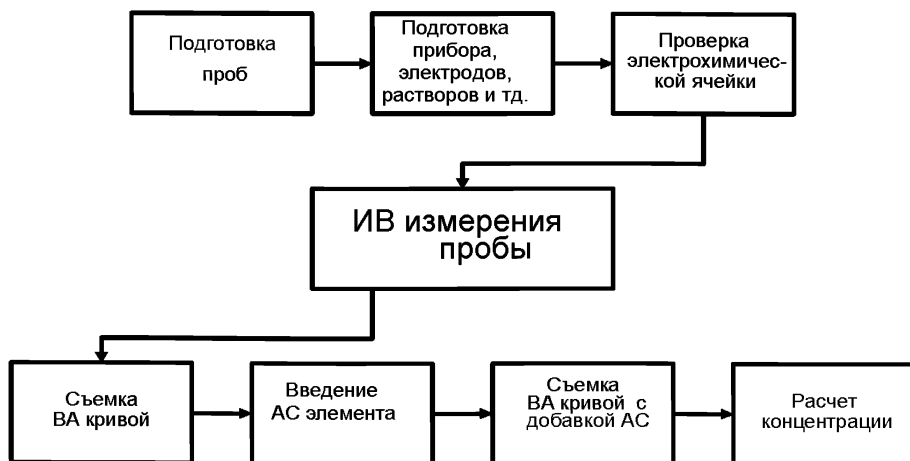 Подготовка
проб
Подготовка
прибора,
электродов,
растворов и тд.
Проверка
электрохимичес-
кой ячейки
ИВ измерения
пробы
Съемка
ВА кривой
Введение
АС элемента
Съемка
ВА кривой с
добавкой АС
Расчет
концентрации